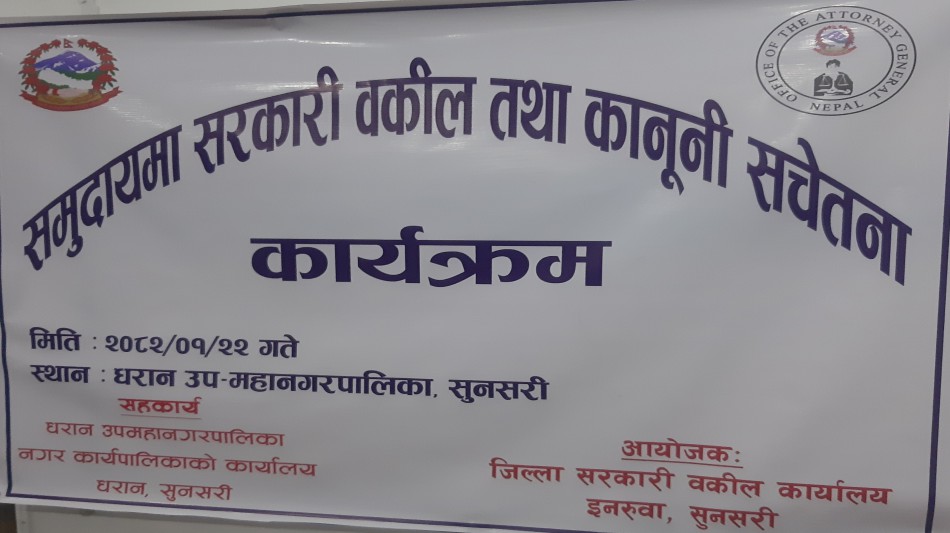 OFFICE OF THE ATTORNEY GENERAL
NEPAL
समुदायमा सरकारी वकील तथा कानूनी सचेतना
कार्यक्रम
मिति : २०८२/०१/२२ गते
स्थान : धरान उप-महानगरपालिका, सुनसरी
सहकार्य
धरान उपमहानगरपालिका
नगर कार्यपालिकाको कार्यालय
धरान, सुनसरी
आयोजक:
जिल्ला सरकारी वकील कार्यालय
इनरुवा, सुनसरी